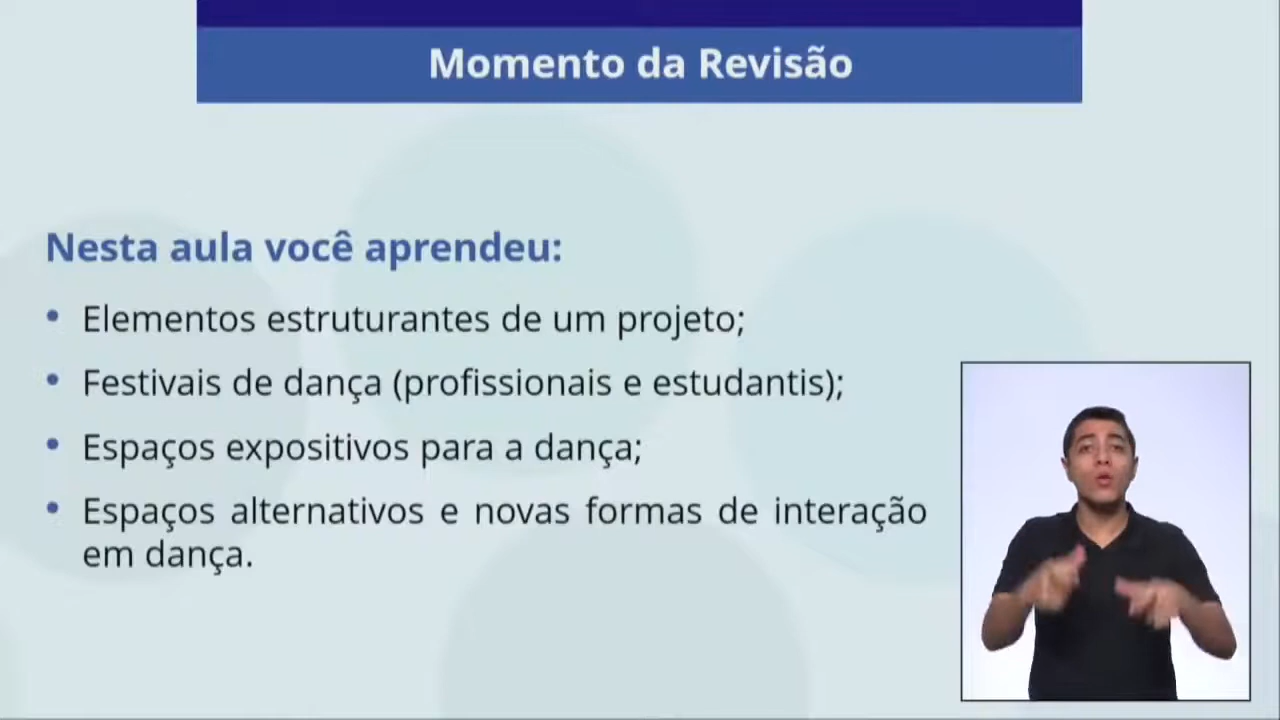 Momento da Revisão
Nesta aula você aprendeu:
• Elementos estruturantes de um projeto;
• Festivais de dança (profissionais e estudantis);
• Espaços expositivos para a dança;
• Espaços alternativos e novas formas de interação
em dança.